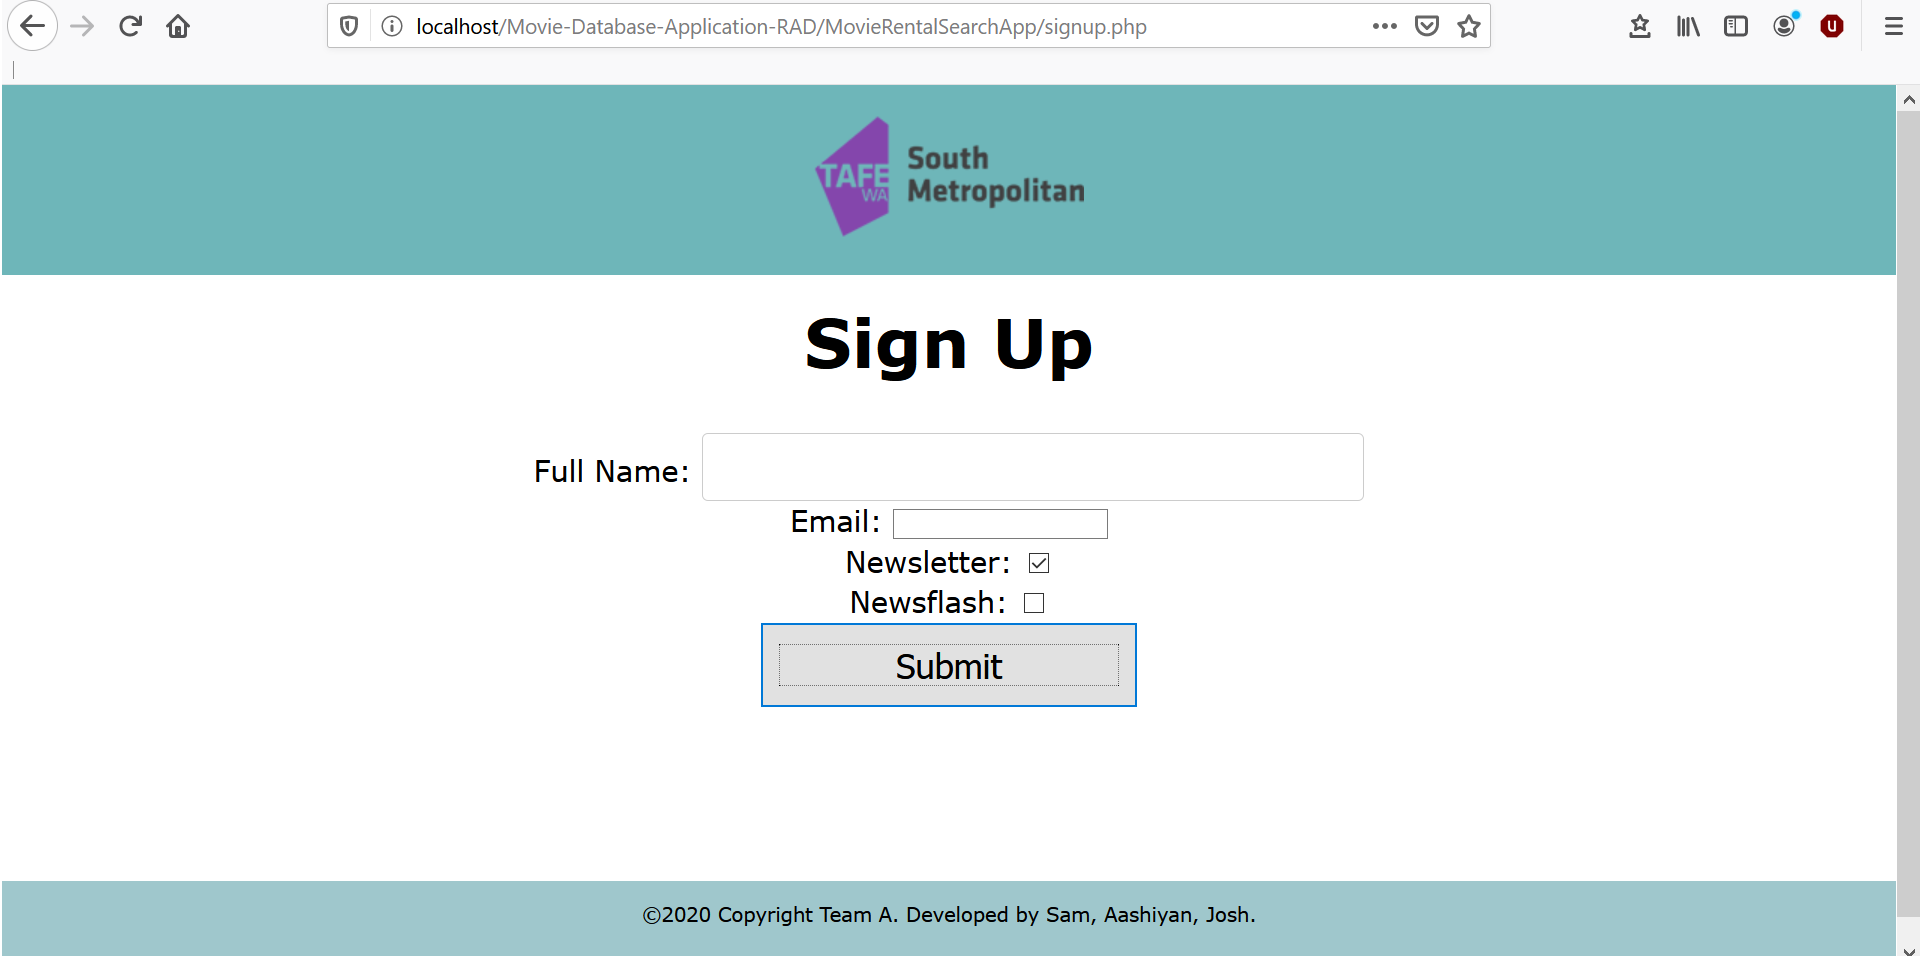 localhost/Movie-Database-Application-RAD/MovieRentalSearchApp/signup.php
TAFE
WA
South
Metropolitan
Sign Up
Full Name:
Email:
Newsletter:
Newsflash:
Submit
©2020 Copyright Team A. Developed by Sam, Aashiyan, Josh.